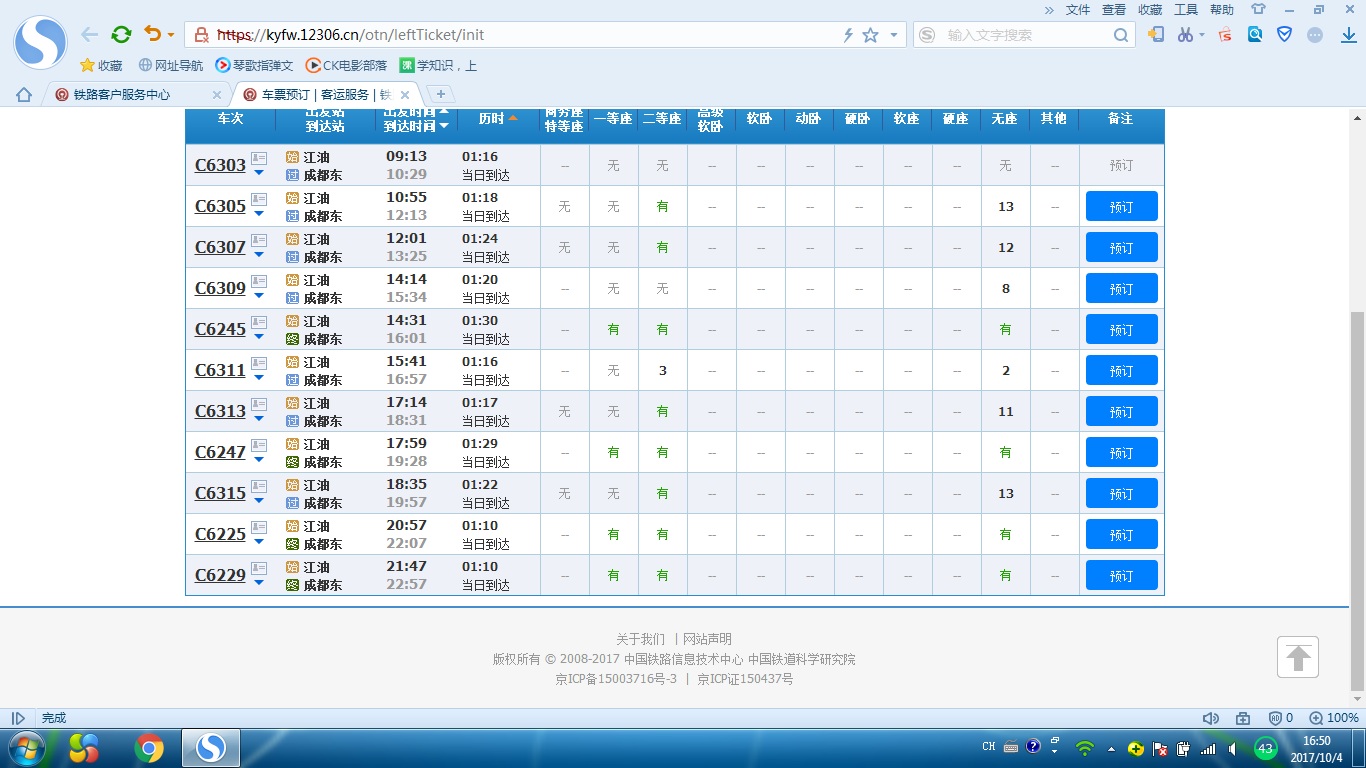 文件 查看 收藏 工具 帮助
https://kyfw.12306.cn/otn/leftTicket/init
输入文字搜索
收藏 网址导航 琴歌指弹文 CK电影部落 学知识，上
铁路客户服务中心 车票预订 | 客运服务 | 铁
车次 出发站 出发时间 历时 商务座 一等座 二等座 高级 软卧 动卧 硬卧 软座 硬座 无座 其他 备注
到达站 到达时间 特等座 软卧
C6303 始 江油 09:13 01:16 -- 无 无 -- -- -- -- -- -- 无 -- 预订
过 成都东 10:29 当日到达
C6305 始 江油 10:55 01:18 无 无 有 -- -- -- -- -- -- 13 -- 预订
过 成都东 12:13 当日到达
C6307 始 江油 12:01 01:24 无 无 有 -- -- -- -- -- -- 12 -- 预订
过 成都东 13:25 当日到达
C6309 始 江油 14:14 01:20 -- 无 无 -- -- -- -- -- -- 8 -- 预订
过 成都东 15:34 当日到达
C6245 始 江油 14:31 01:30 -- 有 有 -- -- -- -- -- -- 有 -- 预订
终 成都东 16:01 当日到达
C6311 始 江油 15:41 01:16 -- 无 3 -- -- -- -- -- -- 2 -- 预订
过 成都东 16:57 当日到达
C6313 始 江油 17:14 01:17 无 无 有 -- -- -- -- -- -- 11 -- 预订
过 成都东 18:31 当日到达
C6247 始 江油 17:59 01:29 -- 有 有 -- -- -- -- -- -- 有 -- 预订
终 成都东 19:28 当日到达
C6315 始 江油 18:35 01:22 无 无 有 -- -- -- -- -- -- 13 -- 预订
过 成都东 19:57 当日到达
C6225 始 江油 20:57 01:10 -- 有 有 -- -- -- -- -- -- 有 -- 预订
终 成都东 22:07 当日到达
C6229 始 江油 21:47 01:10 -- 有 有 -- -- -- -- -- -- 有 -- 预订
终 成都东 22:57 当日到达
关于我们 | 网站声明
版权所有 © 2008-2017 中国铁路信息技术中心 中国铁道科学研究院
京ICP备15003716号-3 | 京ICP证150437号
完成 0 100%
CH 43 16:50
2017/10/4